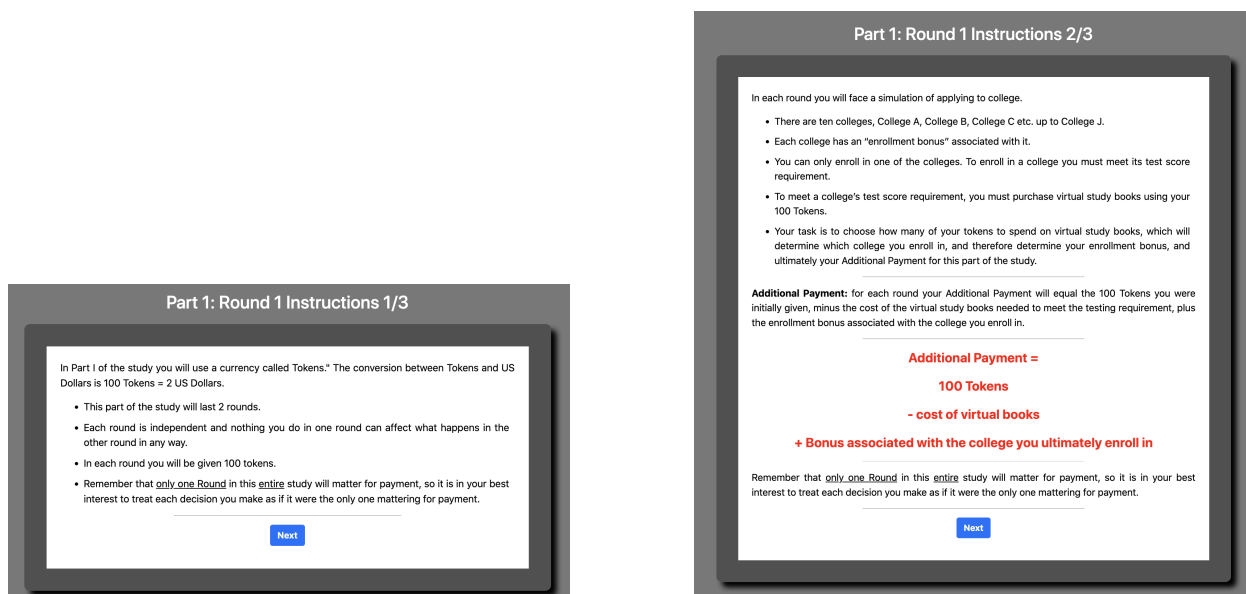 Part 1: Round 1 Instructions 1/3
In Part I of the study you will use a currency called Tokens." The conversion between Tokens and US
Dollars is 100 Tokens = 2 US Dollars.
• This part of the study will last 2 rounds.
• Each round is independent and nothing you do in one round can affect what happens in the
other round in any way.
• In each round you will be given 100 tokens.
• Remember that only one Round in this entire study will matter for payment, so it is in your best
interest to treat each decision you make as if it were the only one mattering for payment.
Next
Part 1: Round 1 Instructions 2/3
In each round you will face a simulation of applying to college.
• There are ten colleges, College A, College B, College C etc. up to College J.
• Each college has an “enrollment bonus” associated with it.
• You can only enroll in one of the colleges. To enroll in a college you must meet its test score
requirement.
• To meet a college's test score requirement, you must purchase virtual study books using your
100 Tokens.
• Your task is to choose how many of your tokens to spend on virtual study books, which will
determine which college you enroll in, and therefore determine your enrollment bonus, and
ultimately your Additional Payment for this part of the study.
Additional Payment: for each round your Additional Payment will equal the 100 Tokens you were
initially given, minus the cost of the virtual study books needed to meet the testing requirement, plus
the enrollment bonus associated with the college you enroll in.
Additional Payment =
100 Tokens
- cost of virtual books
+ Bonus associated with the college you ultimately enroll in
Remember that only one Round in this entire study will matter for payment, so it is in your best
interest to treat each decision you make as if it were the only one mattering for payment.
Next